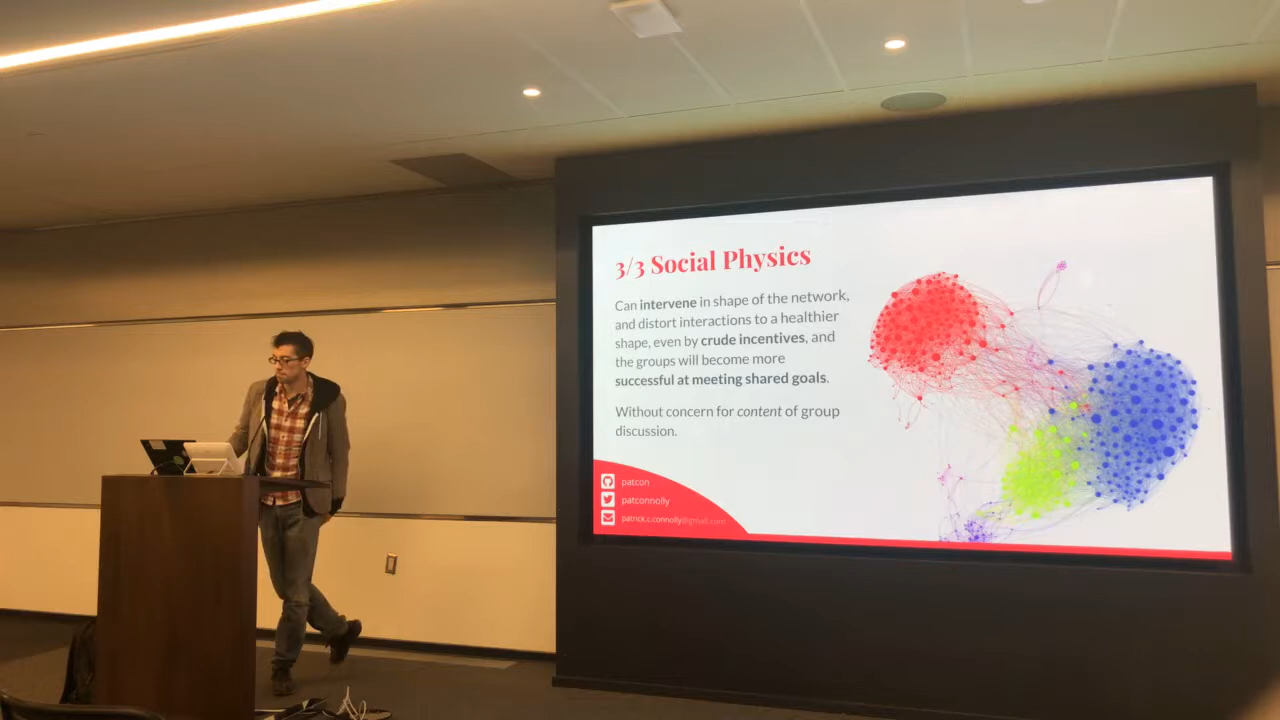 3/3 Social Physics
Can intervene in shape of the network,
and distort interactions to a healthier
shape, even by crude incentives, and
the groups will become more
successful at meeting shared goals.
Without concern for content of group
discussion.
patcon
patconnolly
patrick.c.connolly@gmail.com